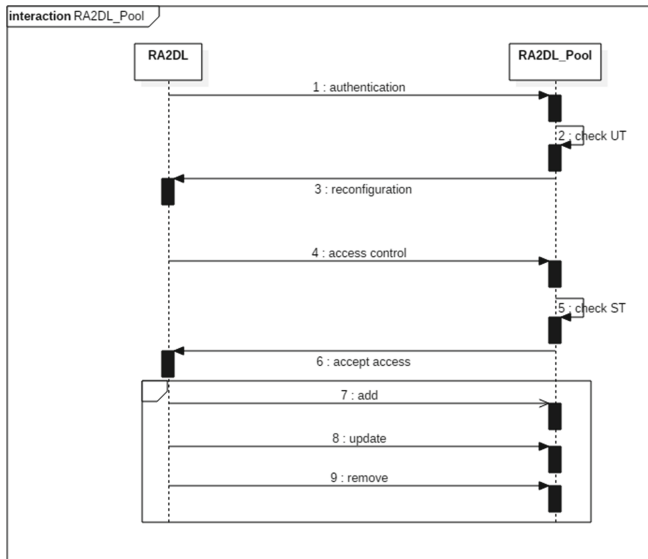 interaction RA2DL_Pool
RA2DL
RA2DL_Pool
1 : authentication
2 : check UT
3 : reconfiguration
4 : access control
5 : check ST
6 : accept access
7 : add
8 : update
9 : remove